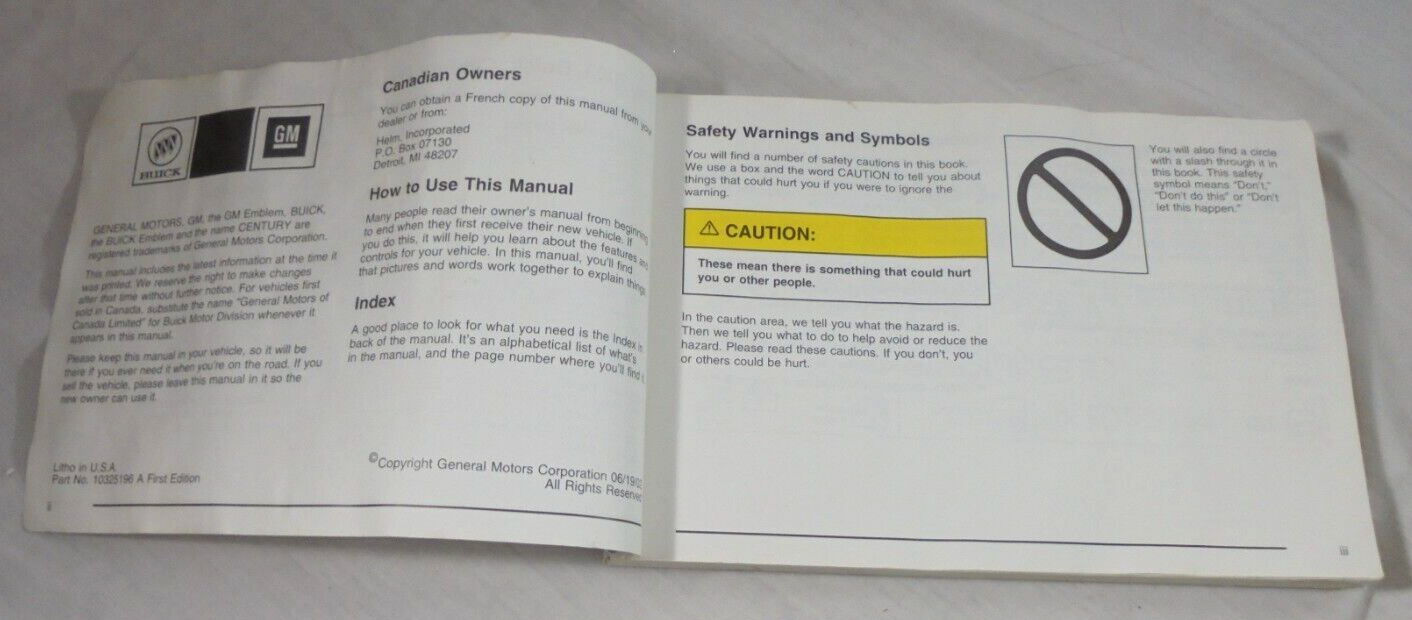 BUICK
GM
GENERAL MOTORS, GM, the GM Emblem, BUICK,
the BUICK Emblem and the name CENTURY are
registered trademarks of General Motors Corporation.
This manual includes the latest information at the time it
was printed. We reserve the right to make changes
after that time without further notice. For vehicles first
sold in Canada, substitute the name "General Motors of
Canada Limited" for Buick Motor Division whenever it
appears in this manual.
Please keep this manual in your vehicle, so it will be
there if you ever need it when you're on the road. If you
sell the vehicle, please leave this manual in it so the
new owner can use it.
Litho in U.S.A.
Part No. 10325196 A First Edition
ii
Canadian Owners
You can obtain a French copy of this manual from your
dealer or from:
Helm, Incorporated
P.O. Box 07130
Detroit, MI 48207
How to Use This Manual
Many people read their owner's manual from beginning
to end when they first receive their new vehicle. If
you do this, it will help you learn about the features and
controls for your vehicle. In this manual, you'll find
that pictures and words work together to explain things.
Index
A good place to look for what you need is the Index in
back of the manual. It's an alphabetical list of what's
in the manual, and the page number where you'll find
©Copyright General Motors Corporation
All Rights Reserved
Safety Warnings and Symbols
You will find a number of safety cautions in this book.
We use a box and the word CAUTION to tell you about
things that could hurt you if you were to ignore the
warning.
CAUTION:
These mean there is something that could hurt
you or other people.
In the caution area, we tell you what the hazard is.
Then we tell you what to do to help avoid or reduce the
hazard. Please read these cautions. If you don't, you
or others could be hurt.
You will also find a circle
with a slash through it in
this book. This safety
symbol means "Don't,"
"Don't do this" or "Don't
let this happen."
iii